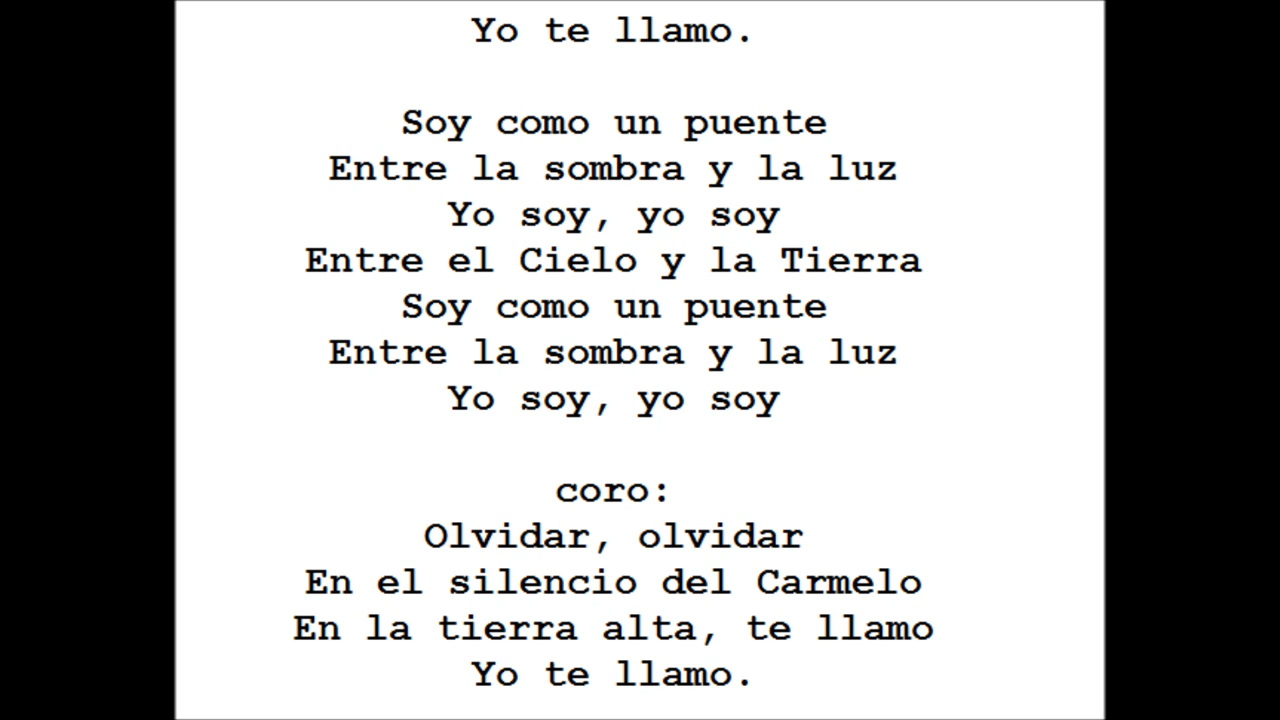 Yo te llamo.
Soy como un puente
Entre la sombra y la luz
Yo soy, yo soy
Entre el Cielo y la Tierra
Soy como un puente
Entre la sombra y la luz
Yo soy, yo soy
coro:
Olvidar, olvidar
En el silencio del Carmelo
En la tierra alta, te llamo
Yo te llamo.